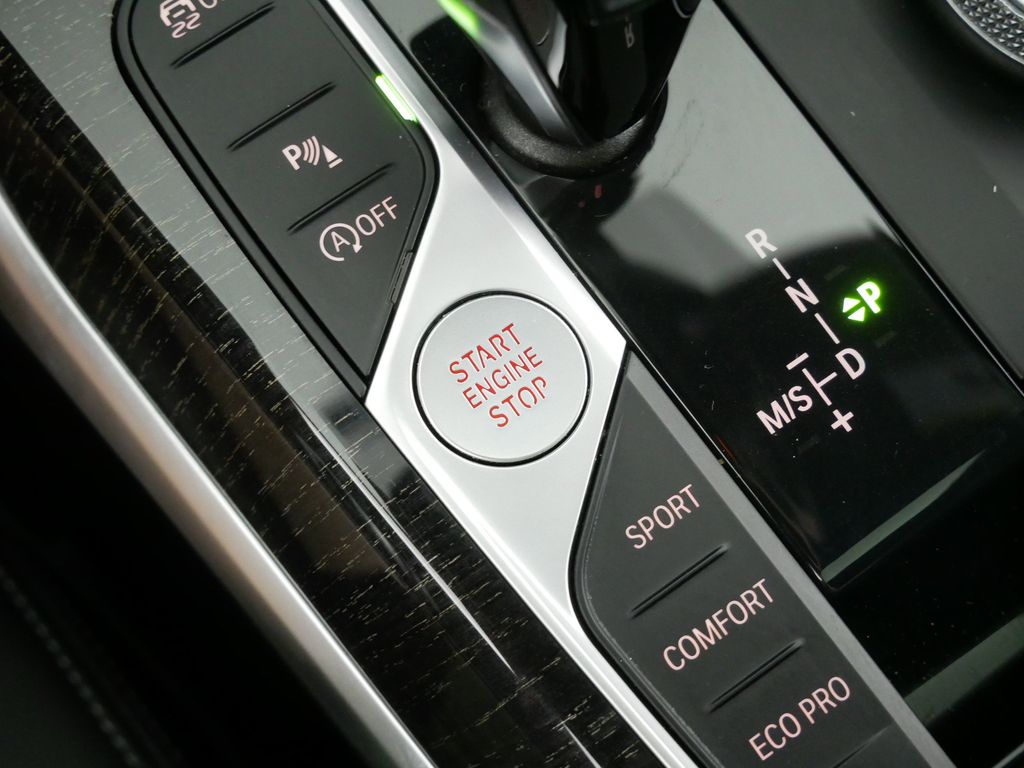 P
A OFF
START
ENGINE
STOP
R
N
P
D
M/S
+
SPORT
COMFORT
ECO PRO